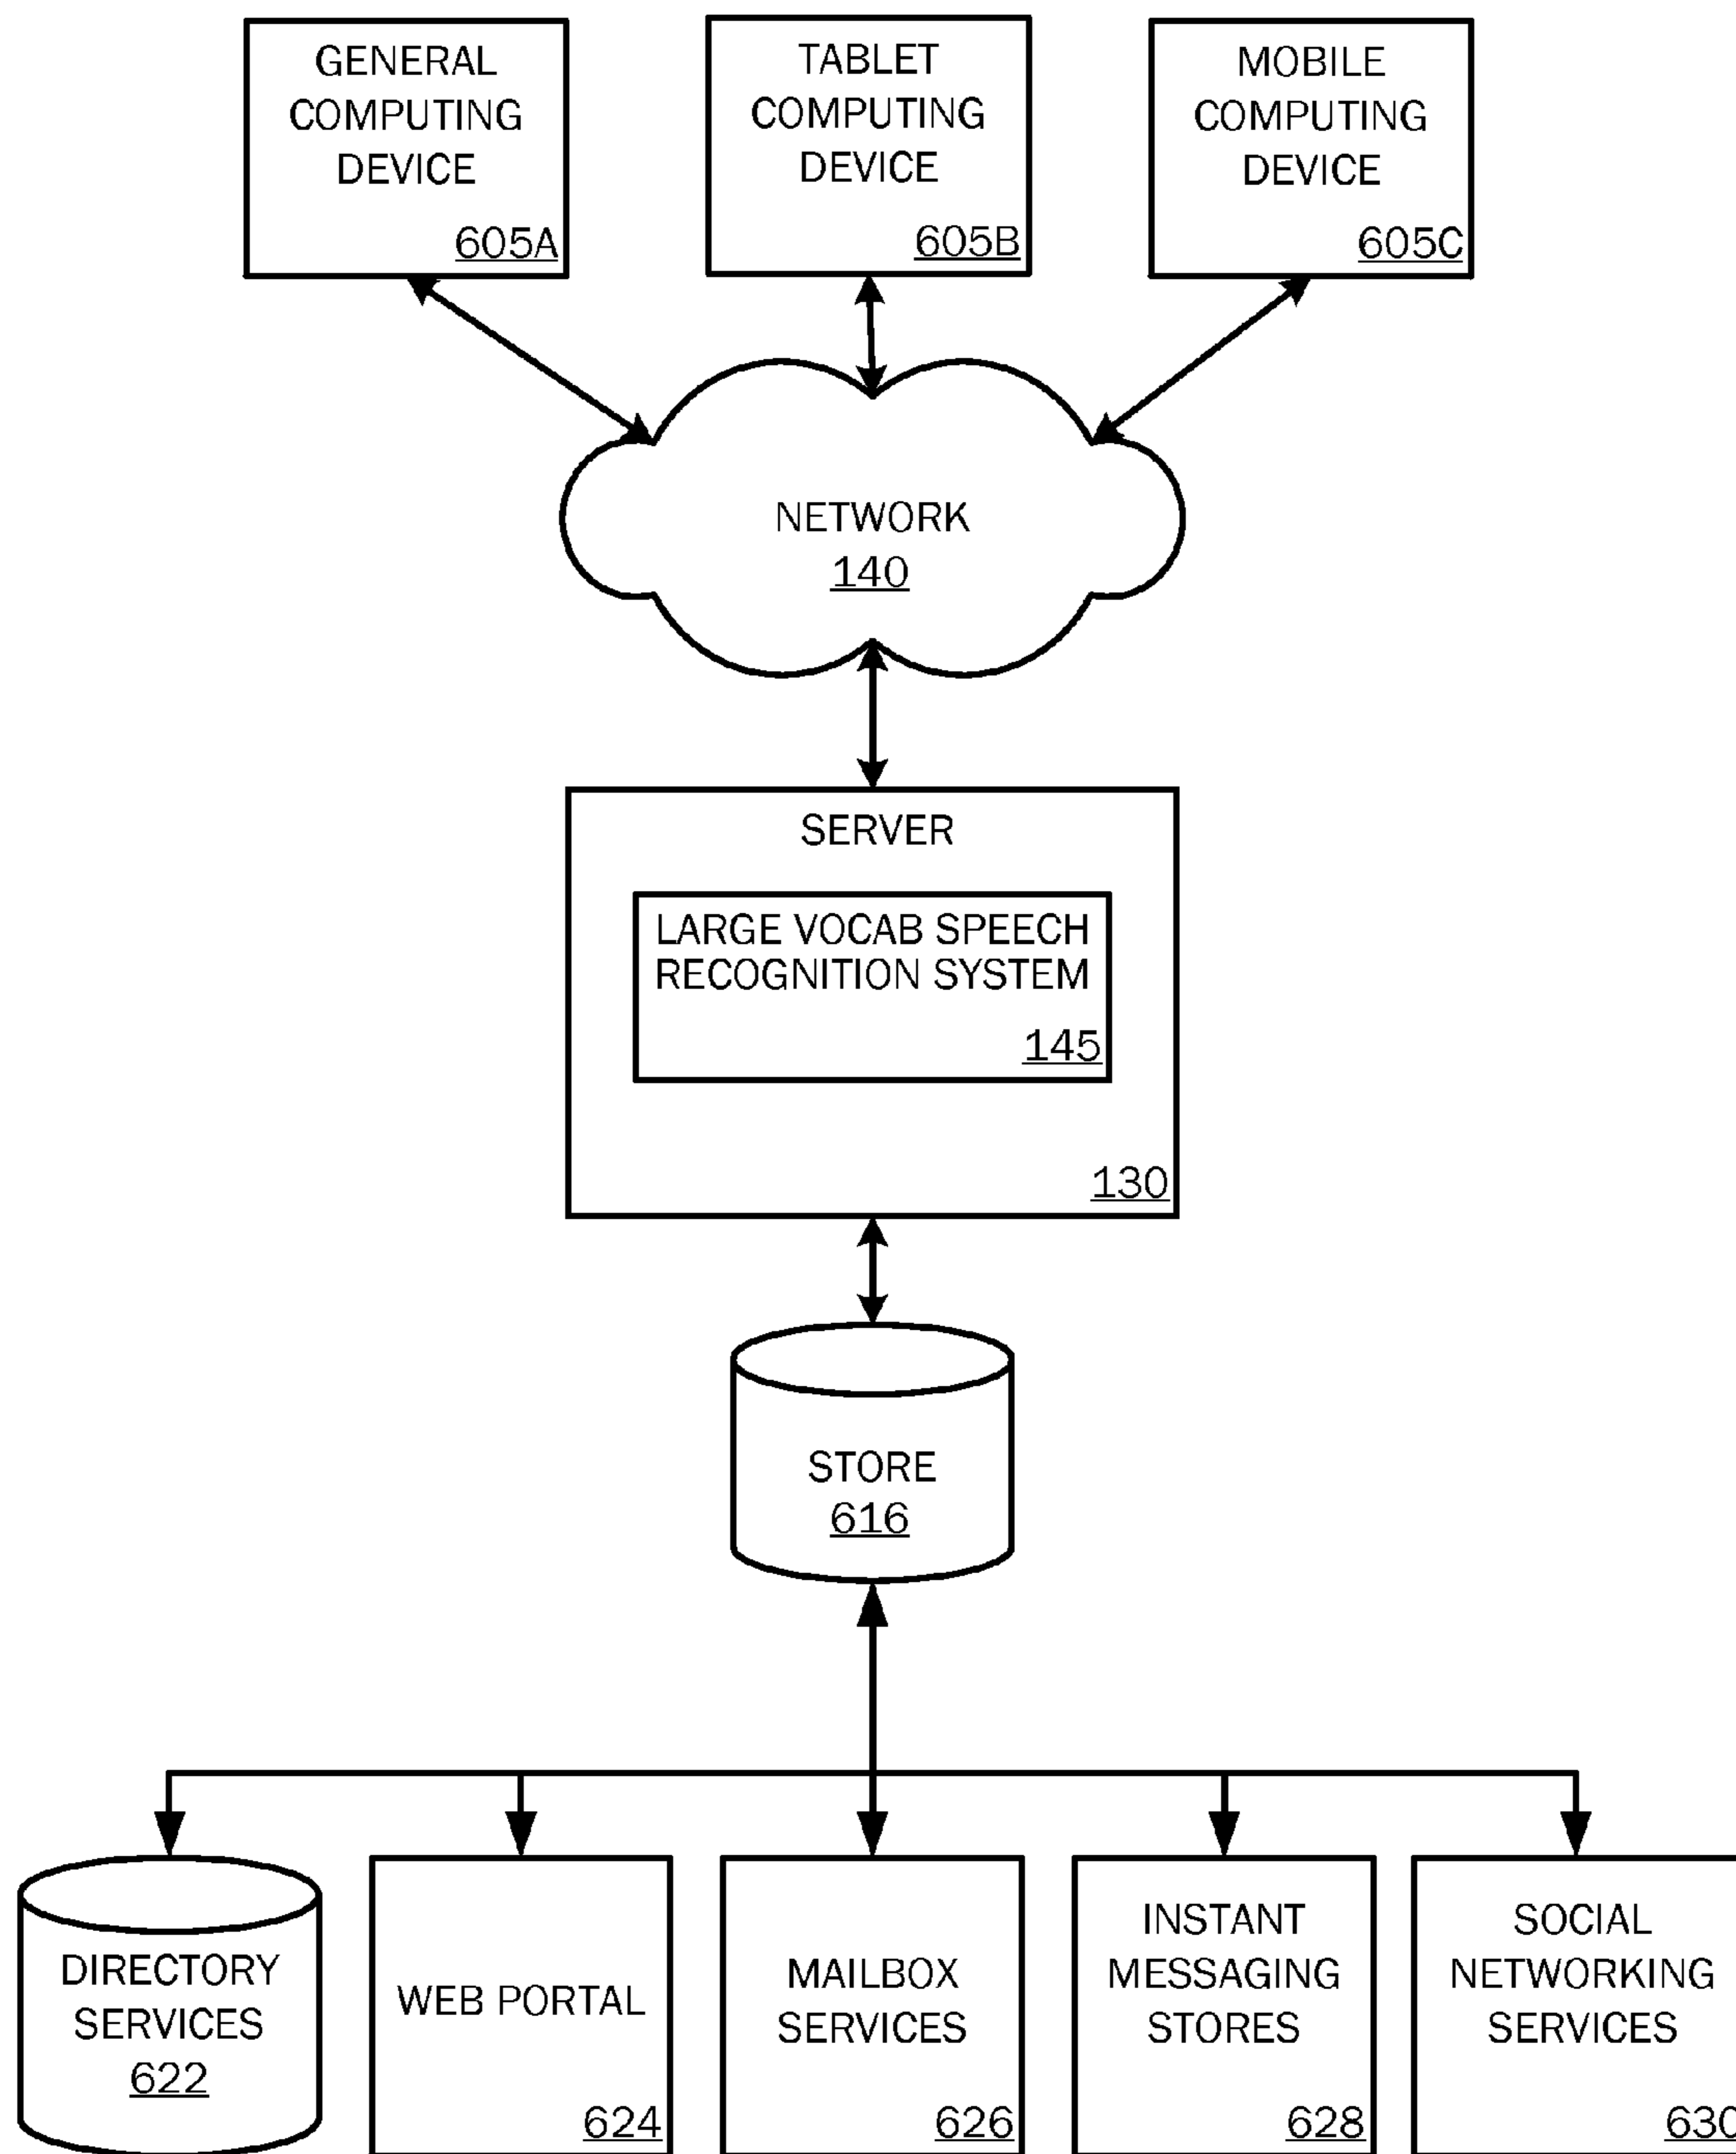 GENERAL
COMPUTING
DEVICE
605A
TABLET
COMPUTING
DEVICE
605B
MOBILE
COMPUTING
DEVICE
605C
NETWORK
140
SERVER
LARGE VOCAB SPEECH
RECOGNITION SYSTEM
145
130
STORE
616
DIRECTORY
SERVICES
622
WEB PORTAL
624
MAILBOX
SERVICES
626
INSTANT
MESSAGING
STORES
628
SOCIAL
NETWORKING
SERVICES
630